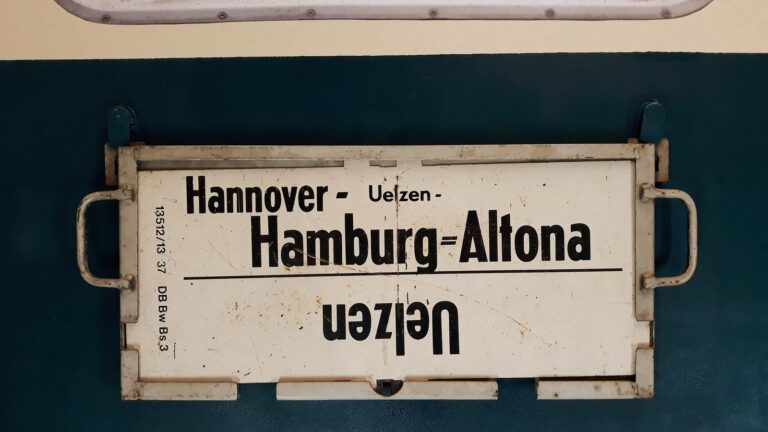 Hannover - Uelzen -
Hamburg=Altona
Uelzen
13512/13 37 DB Bw Bs.3